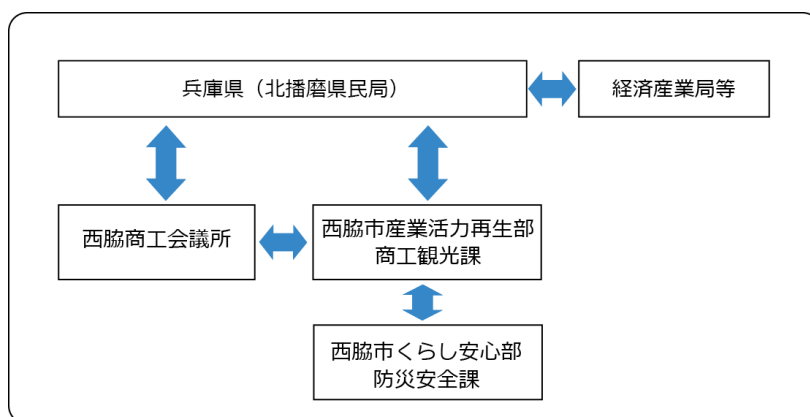 兵庫県（北播磨県民局）
経済産業局等
西脇商工会議所
西脇市産業活力再生部
商工観光課
西脇市くらし安心部
防災安全課